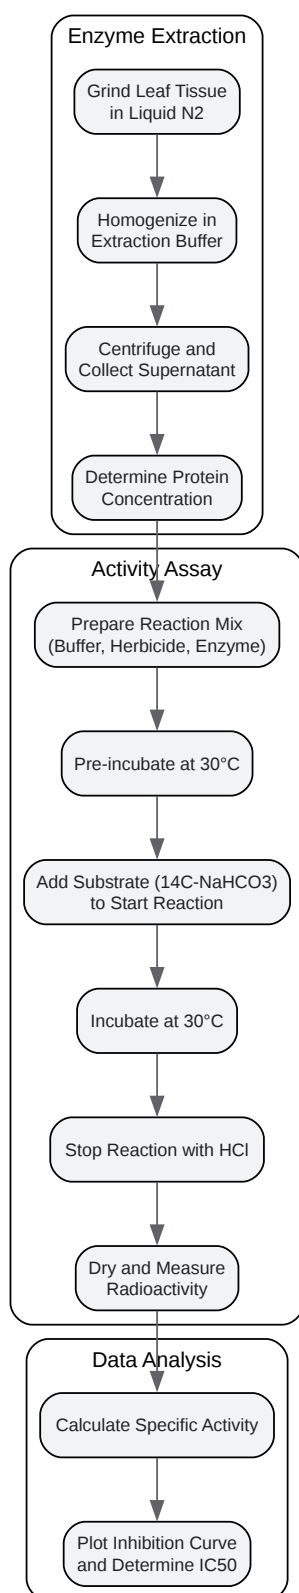 Enzyme Extraction
Grind Leaf Tissue
in Liquid N2
Homogenize in
Extraction Buffer
Centrifuge and
Collect Supernatant
Determine Protein
Concentration
Activity Assay
Prepare Reaction Mix
(Buffer, Herbicide, Enzyme)
Pre-incubate at 30°C
Add Substrate (14C-NaHCO3)
to Start Reaction
Incubate at 30°C
Stop Reaction with HCl
Dry and Measure
Radioactivity
Data Analysis
Calculate Specific Activity
Plot Inhibition Curve
and Determine IC50